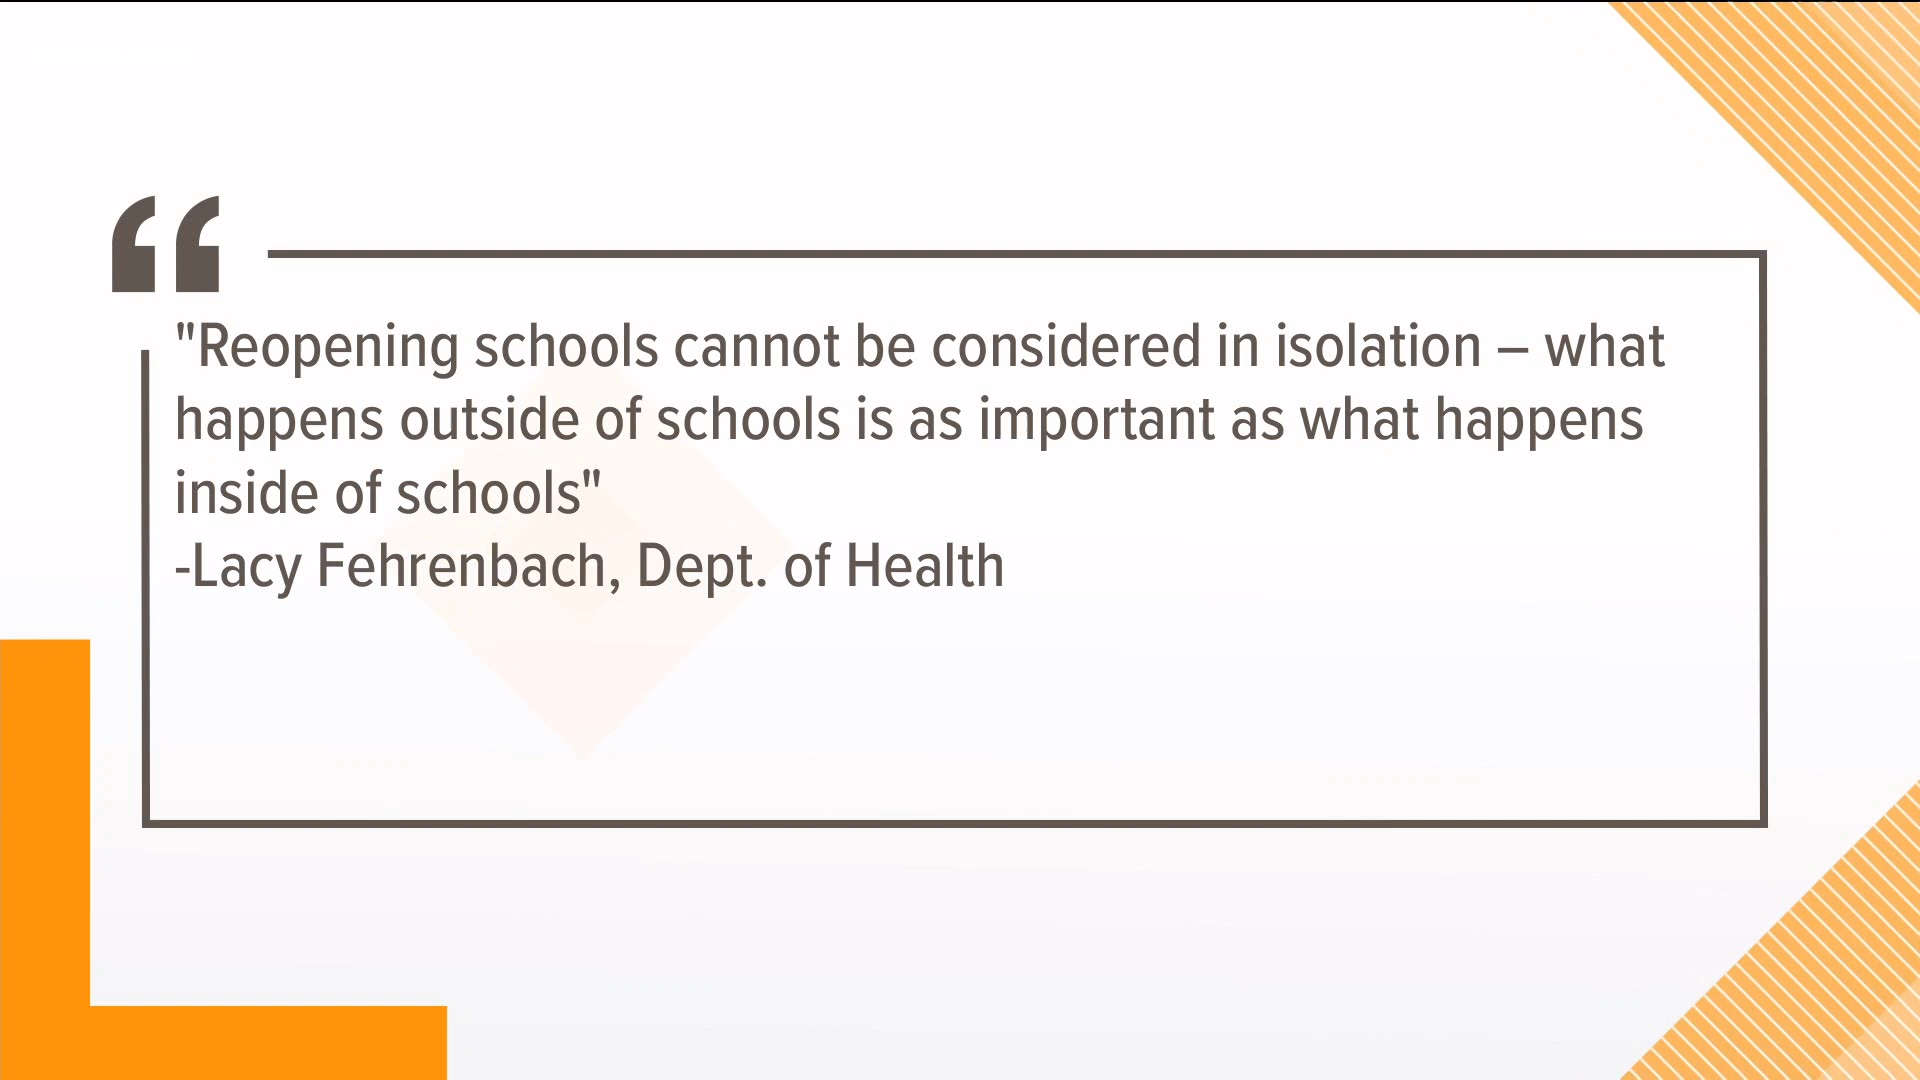 "Reopening schools cannot be considered in isolation – what
happens outside of schools is as important as what happens
inside of schools"
-Lacy Fehrenbach, Dept. of Health